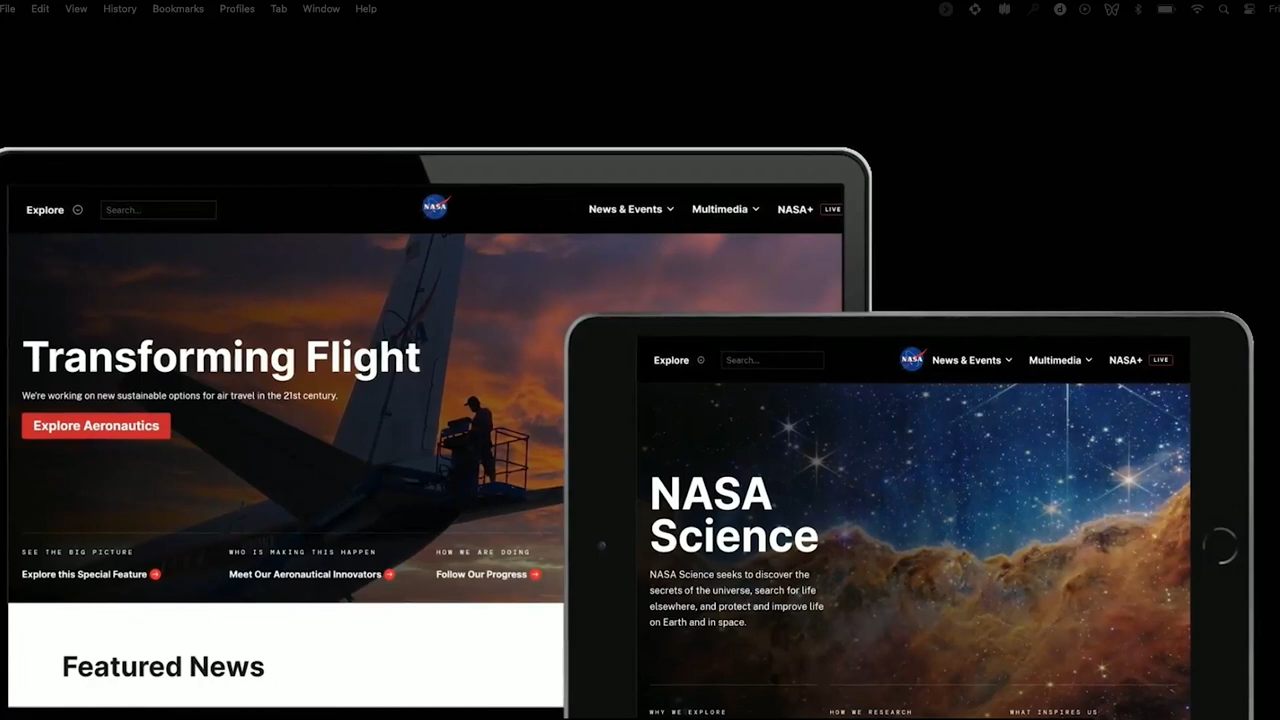 File Edit View History Bookmarks Profiles Tab Window Help
Explore Search... NASA News & Events Multimedia NASA+ LIVE
Transforming Flight
We're working on new sustainable options for air travel in the 21st century.
Explore Aeronautics
SEE THE BIG PICTURE WHO IS MAKING THIS HAPPEN HOW WE ARE DOING
Explore this Special Feature Meet Our Aeronautical Innovators Follow Our Progress
Featured News
Explore Search... NASA News & Events Multimedia NASA+ LIVE
NASA
Science
NASA Science seeks to discover the
secrets of the universe, search for life
elsewhere, and protect and improve life
on Earth and in space.
WHY WE EXPLORE HOW WE RESEARCH WHAT INSPIRES US